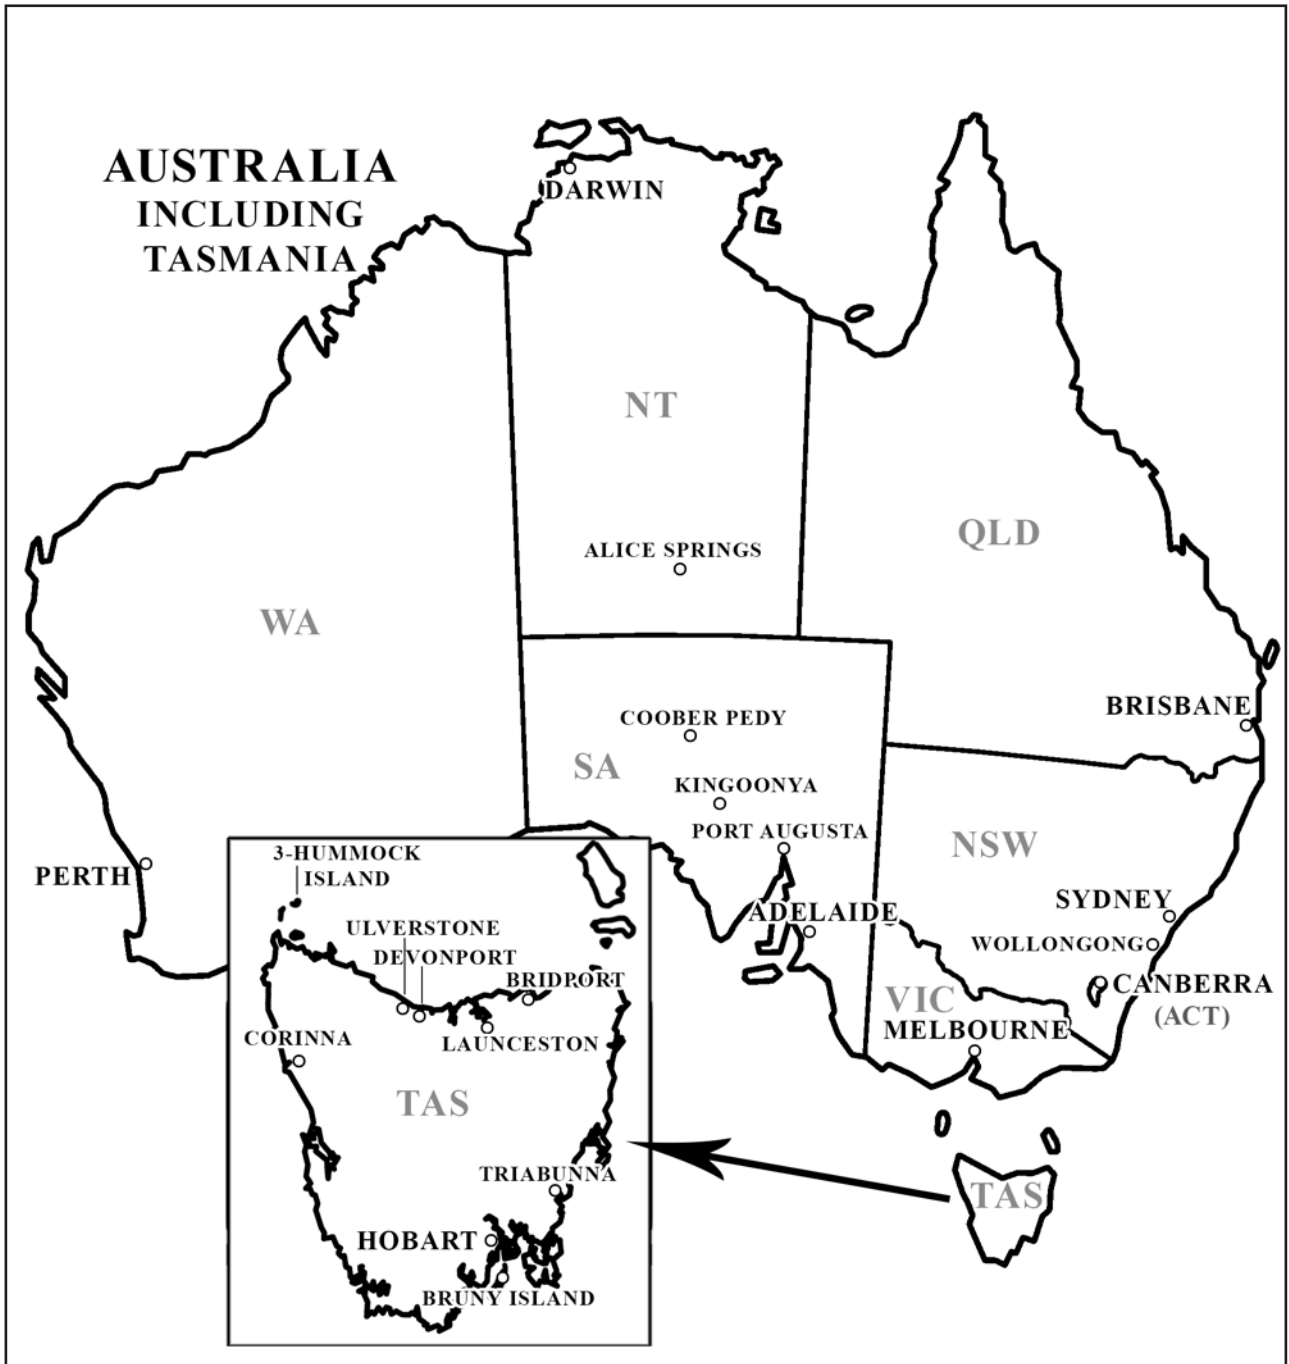 AUSTRALIA
INCLUDING
TASMANIA
DARWIN
NT
QLD
ALICE SPRINGS
WA
BRISBANE
COOBER PEDY
SA
KINGOONYA
PORT AUGUSTA
NSW
PERTH
ADELAIDE
SYDNEY
WOLLONGONG
CANBERRA
(ACT)
VIC
MELBOURNE
TAS
3-HUMMOCK
ISLAND
ULVERSTONE
DEVONPORT
BRIDPORT
CORINNA
LAUNCESTON
TAS
TRIABUNNA
HOBART
BRUNY ISLAND